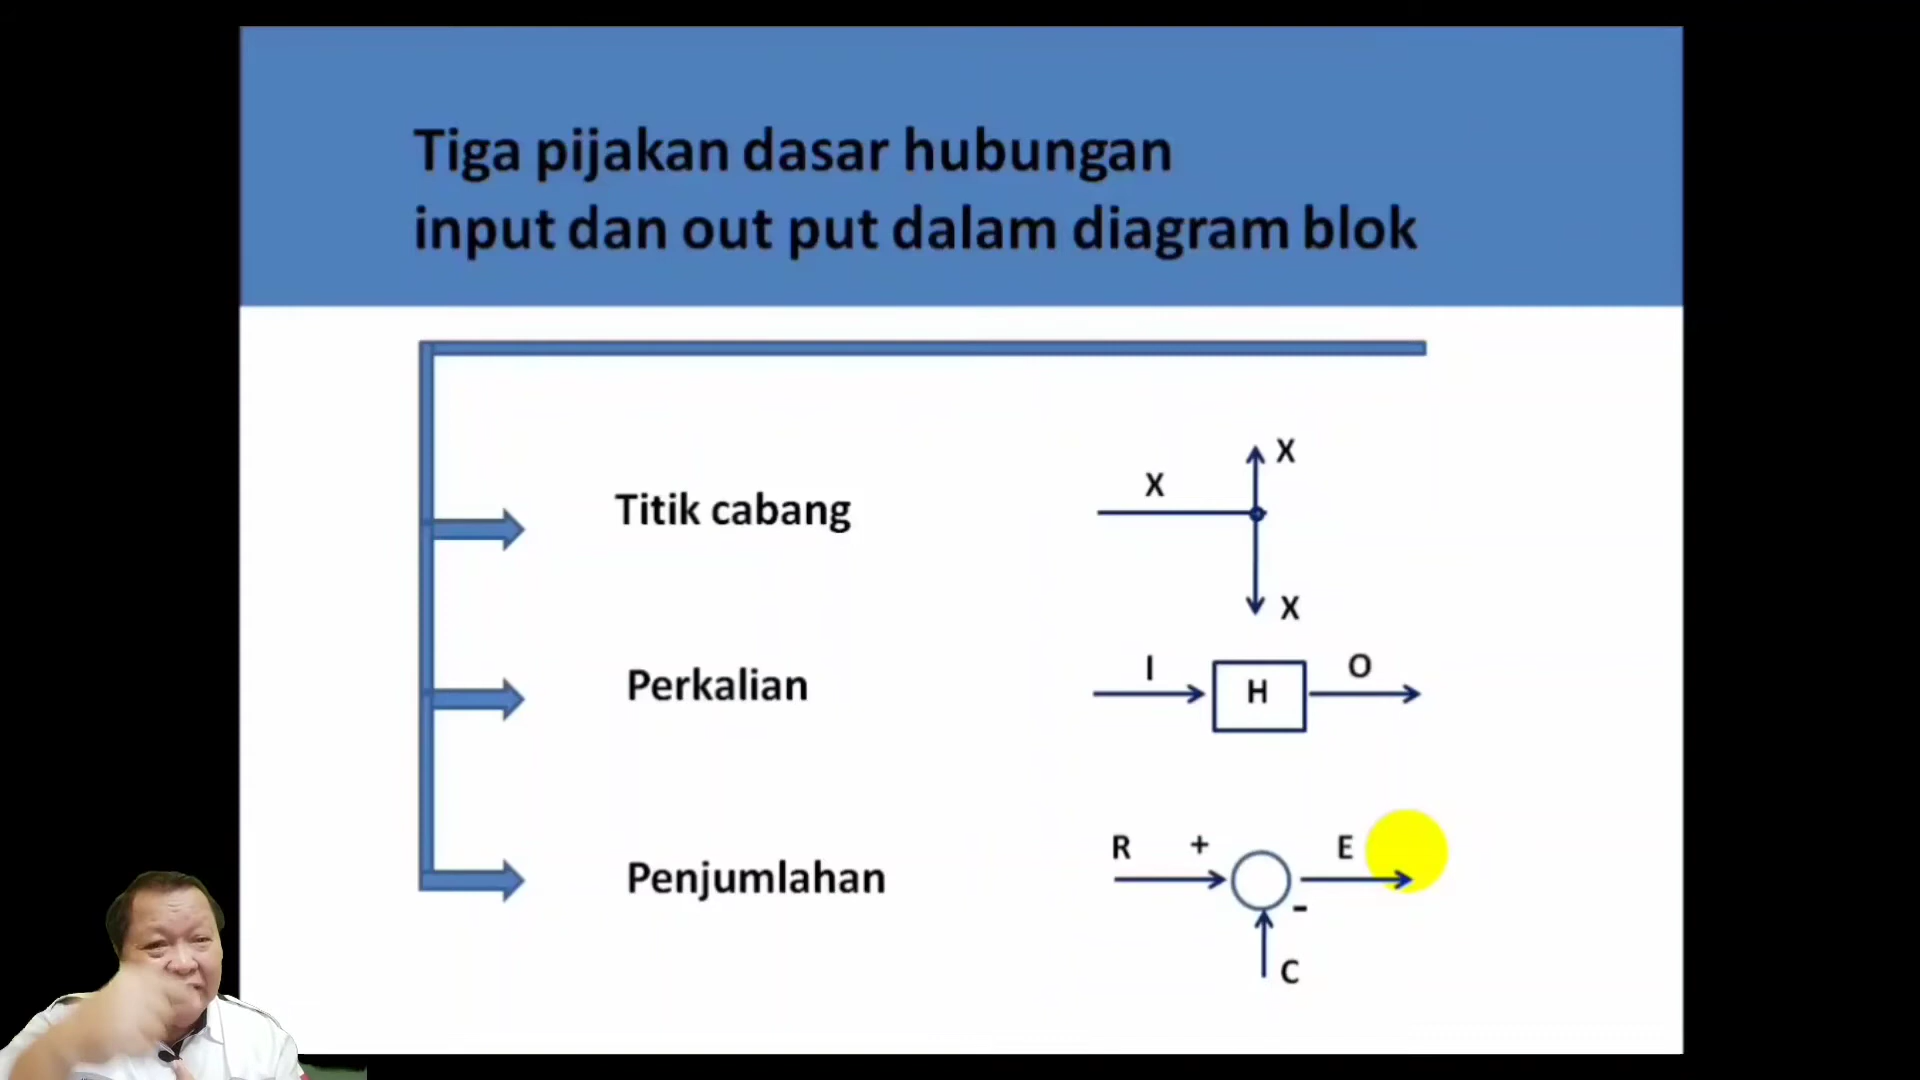 Tiga pijakan dasar hubungan
input dan out put dalam diagram blok
Titik cabang
X
X
X
Perkalian
I
H
O
Penjumlahan
R
+
E
-
C